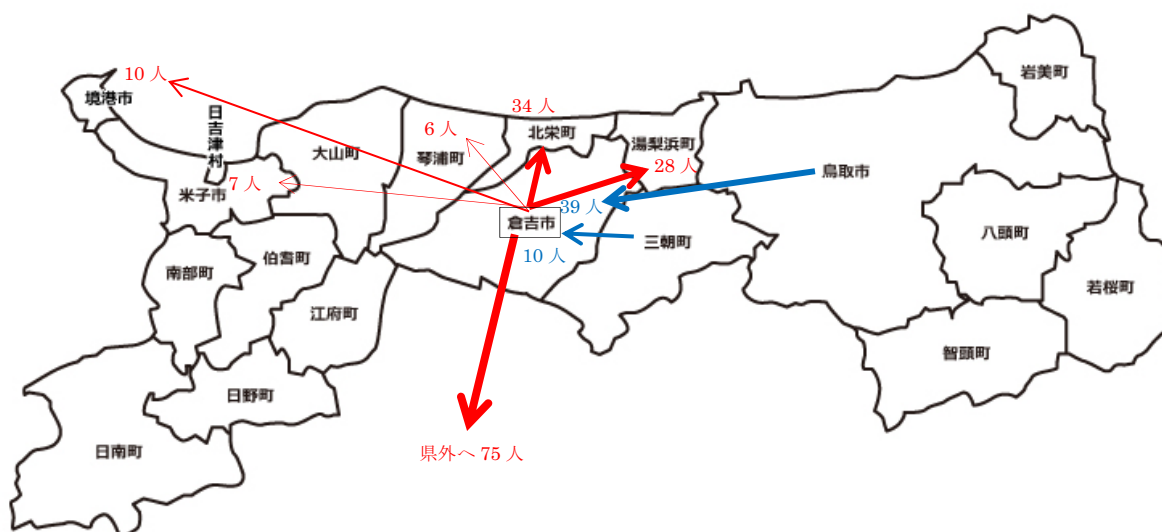 10 人
境港市
日吉津村
米子市
7 人
大山町
琴浦町
6 人
34 人
北栄町
湯梨浜町
28 人
39 人
倉吉市
10 人
三朝町
鳥取市
岩美町
八頭町
若桜町
智頭町
南部町
伯耆町
江府町
日野町
日南町
県外へ 75 人